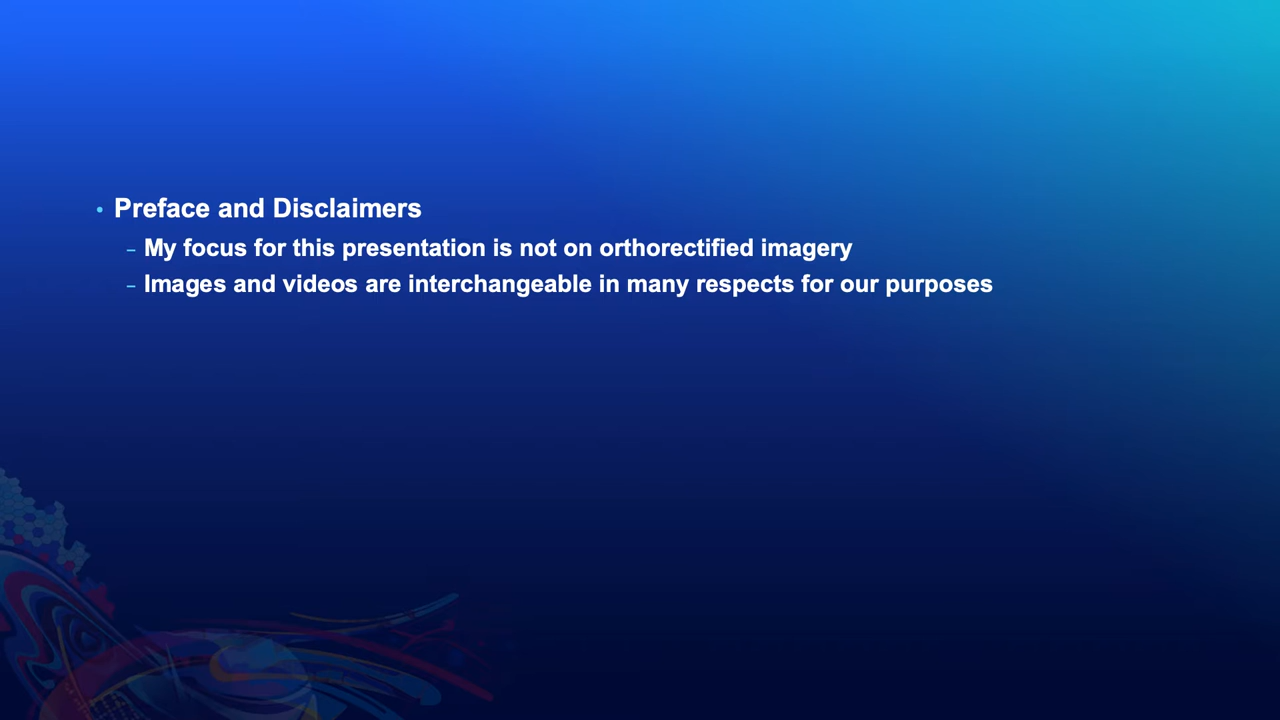 • Preface and Disclaimers
– My focus for this presentation is not on orthorectified imagery
– Images and videos are interchangeable in many respects for our purposes